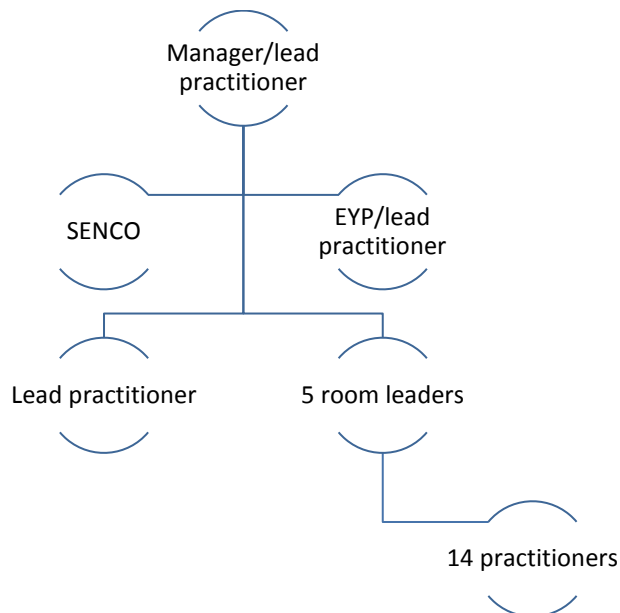 Manager/lead
practitioner
SENCO
EYP/lead
practitioner
Lead practitioner
5 room leaders
14 practitioners